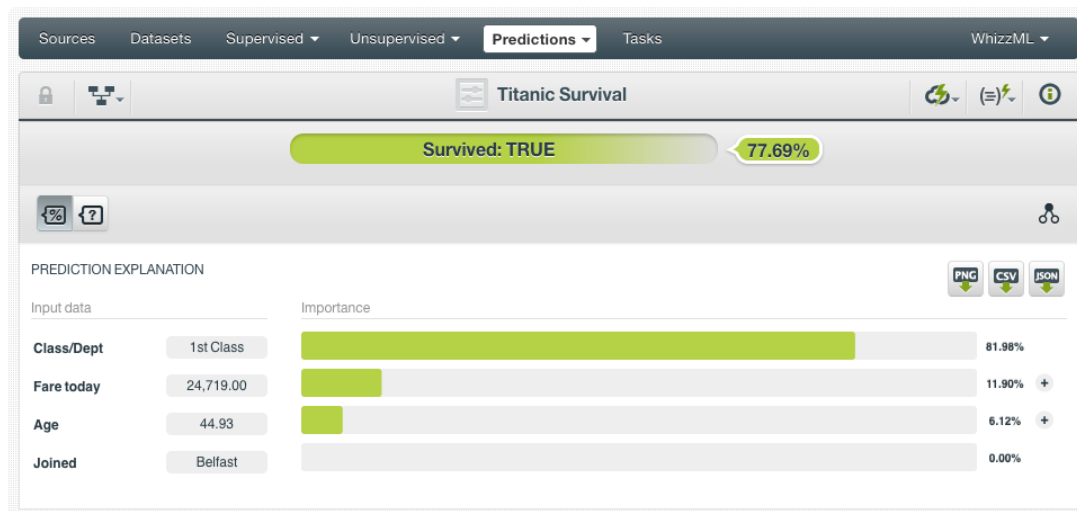 Sources Datasets Supervised Unsupervised Predictions Tasks WhizzML
Titanic Survival
Survived: TRUE 77.69%
PREDICTION EXPLANATION
PNG CSV JSON
Input data Importance
Class/Dept 1st Class 81.98%
Fare today 24,719.00 11.90% +
Age 44.93 6.12% +
Joined Belfast 0.00%